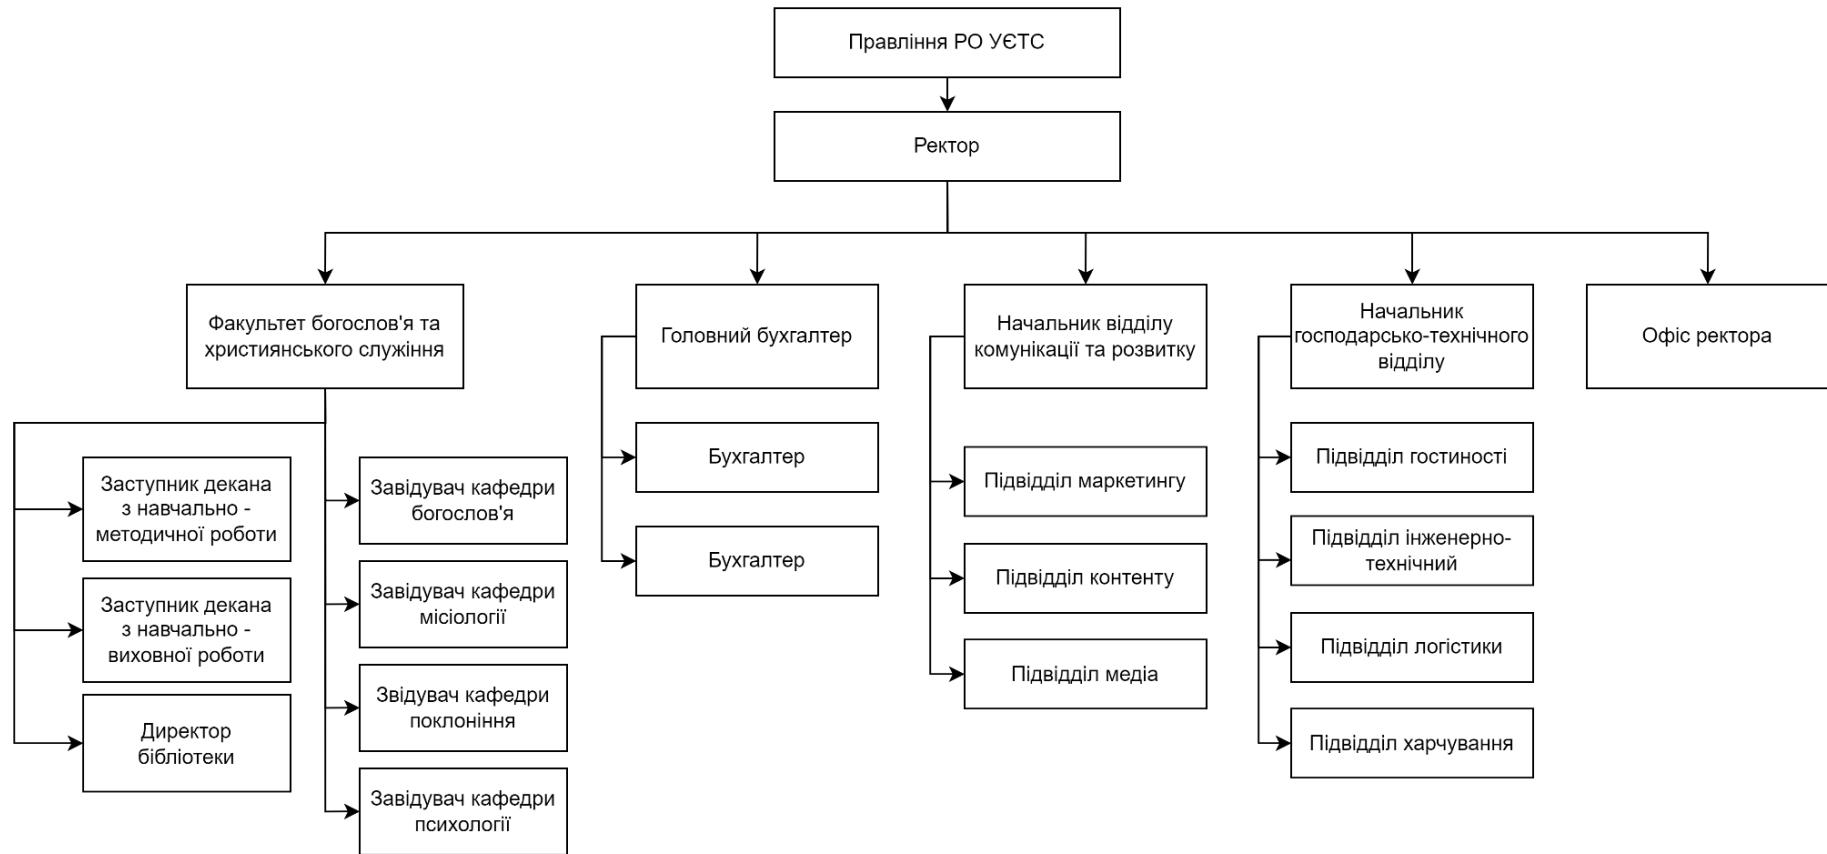 Правління РО УЄТС
Ректор
Факультет богослов'я та
християнського служіння
Головний бухгалтер
Начальник відділу
комунікації та розвитку
Начальник
господарсько-технічного
відділу
Офіс ректора
Заступник декана
з навчально -
методичної роботи
Заступник декана
з навчально -
виховної роботи
Директор
бібліотеки
Завідувач кафедри
богослов'я
Завідувач кафедри
місіології
Звідувач кафедри
поклоніння
Завідувач кафедри
психології
Бухгалтер
Бухгалтер
Підвідділ маркетингу
Підвідділ контенту
Підвідділ медіа
Підвідділ гостиності
Підвідділ інженерно-
технічний
Підвідділ логістики
Підвідділ харчування